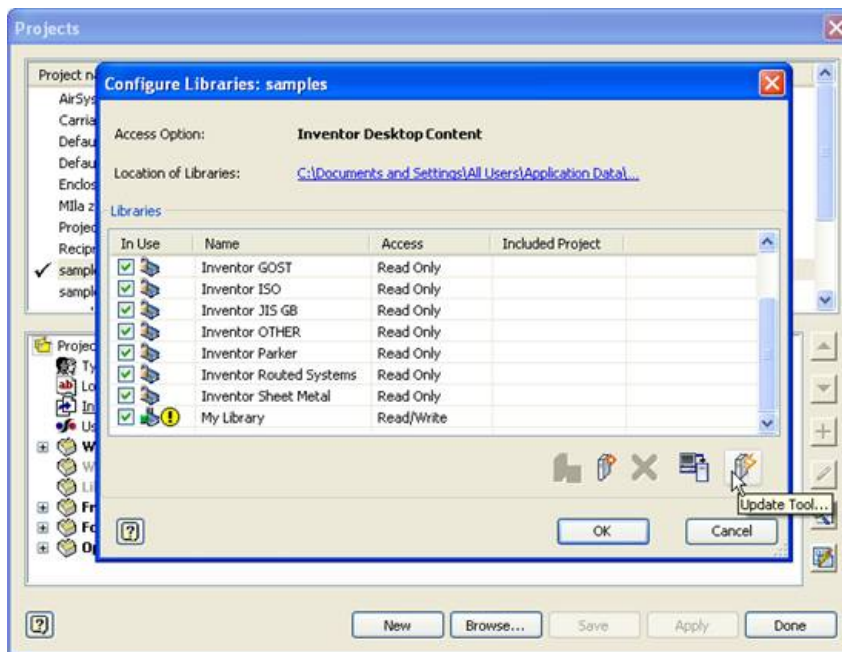 Projects
Project n
AirSys
Carria
Defau
Defau
Enclos
MIla z
Projec
Recipr
sampl
sampl
Configure Libraries: samples
Access Option: Inventor Desktop Content
Location of Libraries: C:\Documents and Settings\All Users\Application Data\...
Libraries
In Use Name Access Included Project
Inventor GOST Read Only
Inventor ISO Read Only
Inventor JIS GB Read Only
Inventor OTHER Read Only
Inventor Parker Read Only
Inventor Routed Systems Read Only
Inventor Sheet Metal Read Only
My Library Read/Write
Update Tool...
OK Cancel
Projec
Ty
Lo
In
Us
W
W
Li
Fr
Fo
Op
New Browse... Save Apply Done